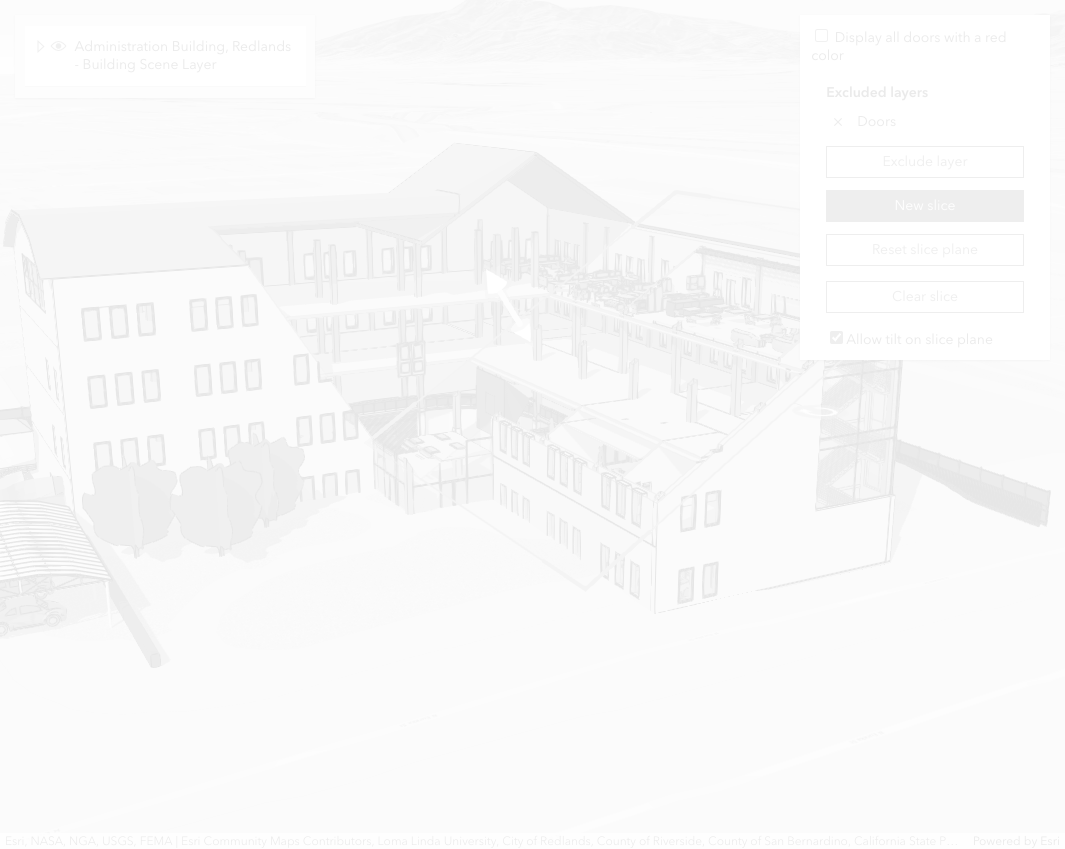 Administration Building, Redlands
- Building Scene Layer
Display all doors with a red
color
Excluded layers
Doors
Exclude layer
New slice
Reset slice plane
Clear slice
Allow tilt on slice plane
Esri, NASA, NGA, USGS, FEMA | Esri Community Maps Contributors, Loma Linda University, City of Redlands, County of Riverside, County of San Bernardino, California State P... Powered by Esri